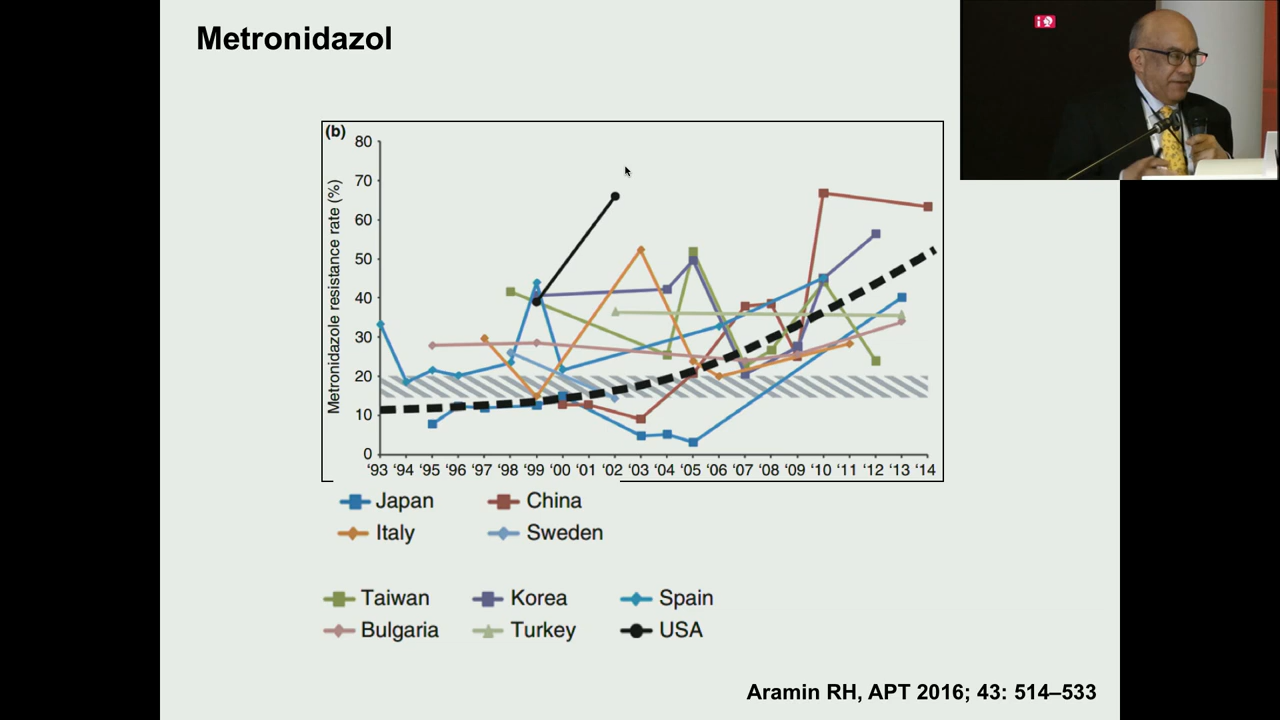 Metronidazol
(b)
Metronidazole resistance rate (%)
80
70
60
50
40
30
20
10
0
‘93 ‘94 ‘95 ‘96 ‘97 ‘98 ‘99 ‘00 ‘01 ‘02 ‘03 ‘04 ‘05 ‘06 ‘07 ‘08 ‘09 ‘10 ‘11 ‘12 ‘13 ‘14
Japan China
Italy Sweden
Taiwan Korea Spain
Bulgaria Turkey USA
Aramin RH, APT 2016; 43: 514–533